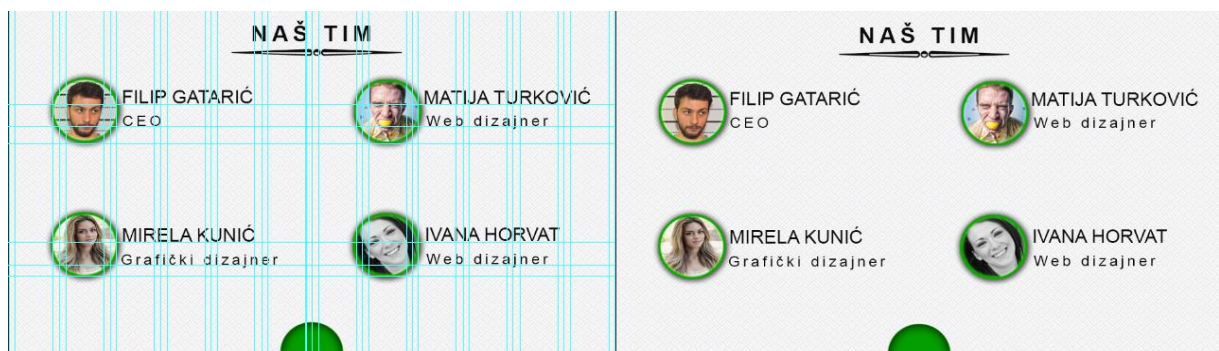 NAŠ TIM
FILIP GATARIĆ
CEO
MATIJA TURKOVIĆ
Web dizajner
MIRELA KUNIĆ
Grafički dizajner
IVANA HORVAT
Web dizajner
NAŠ TIM
FILIP GATARIĆ
CEO
MATIJA TURKOVIĆ
Web dizajner
MIRELA KUNIĆ
Grafički dizajner
IVANA HORVAT
Web dizajner